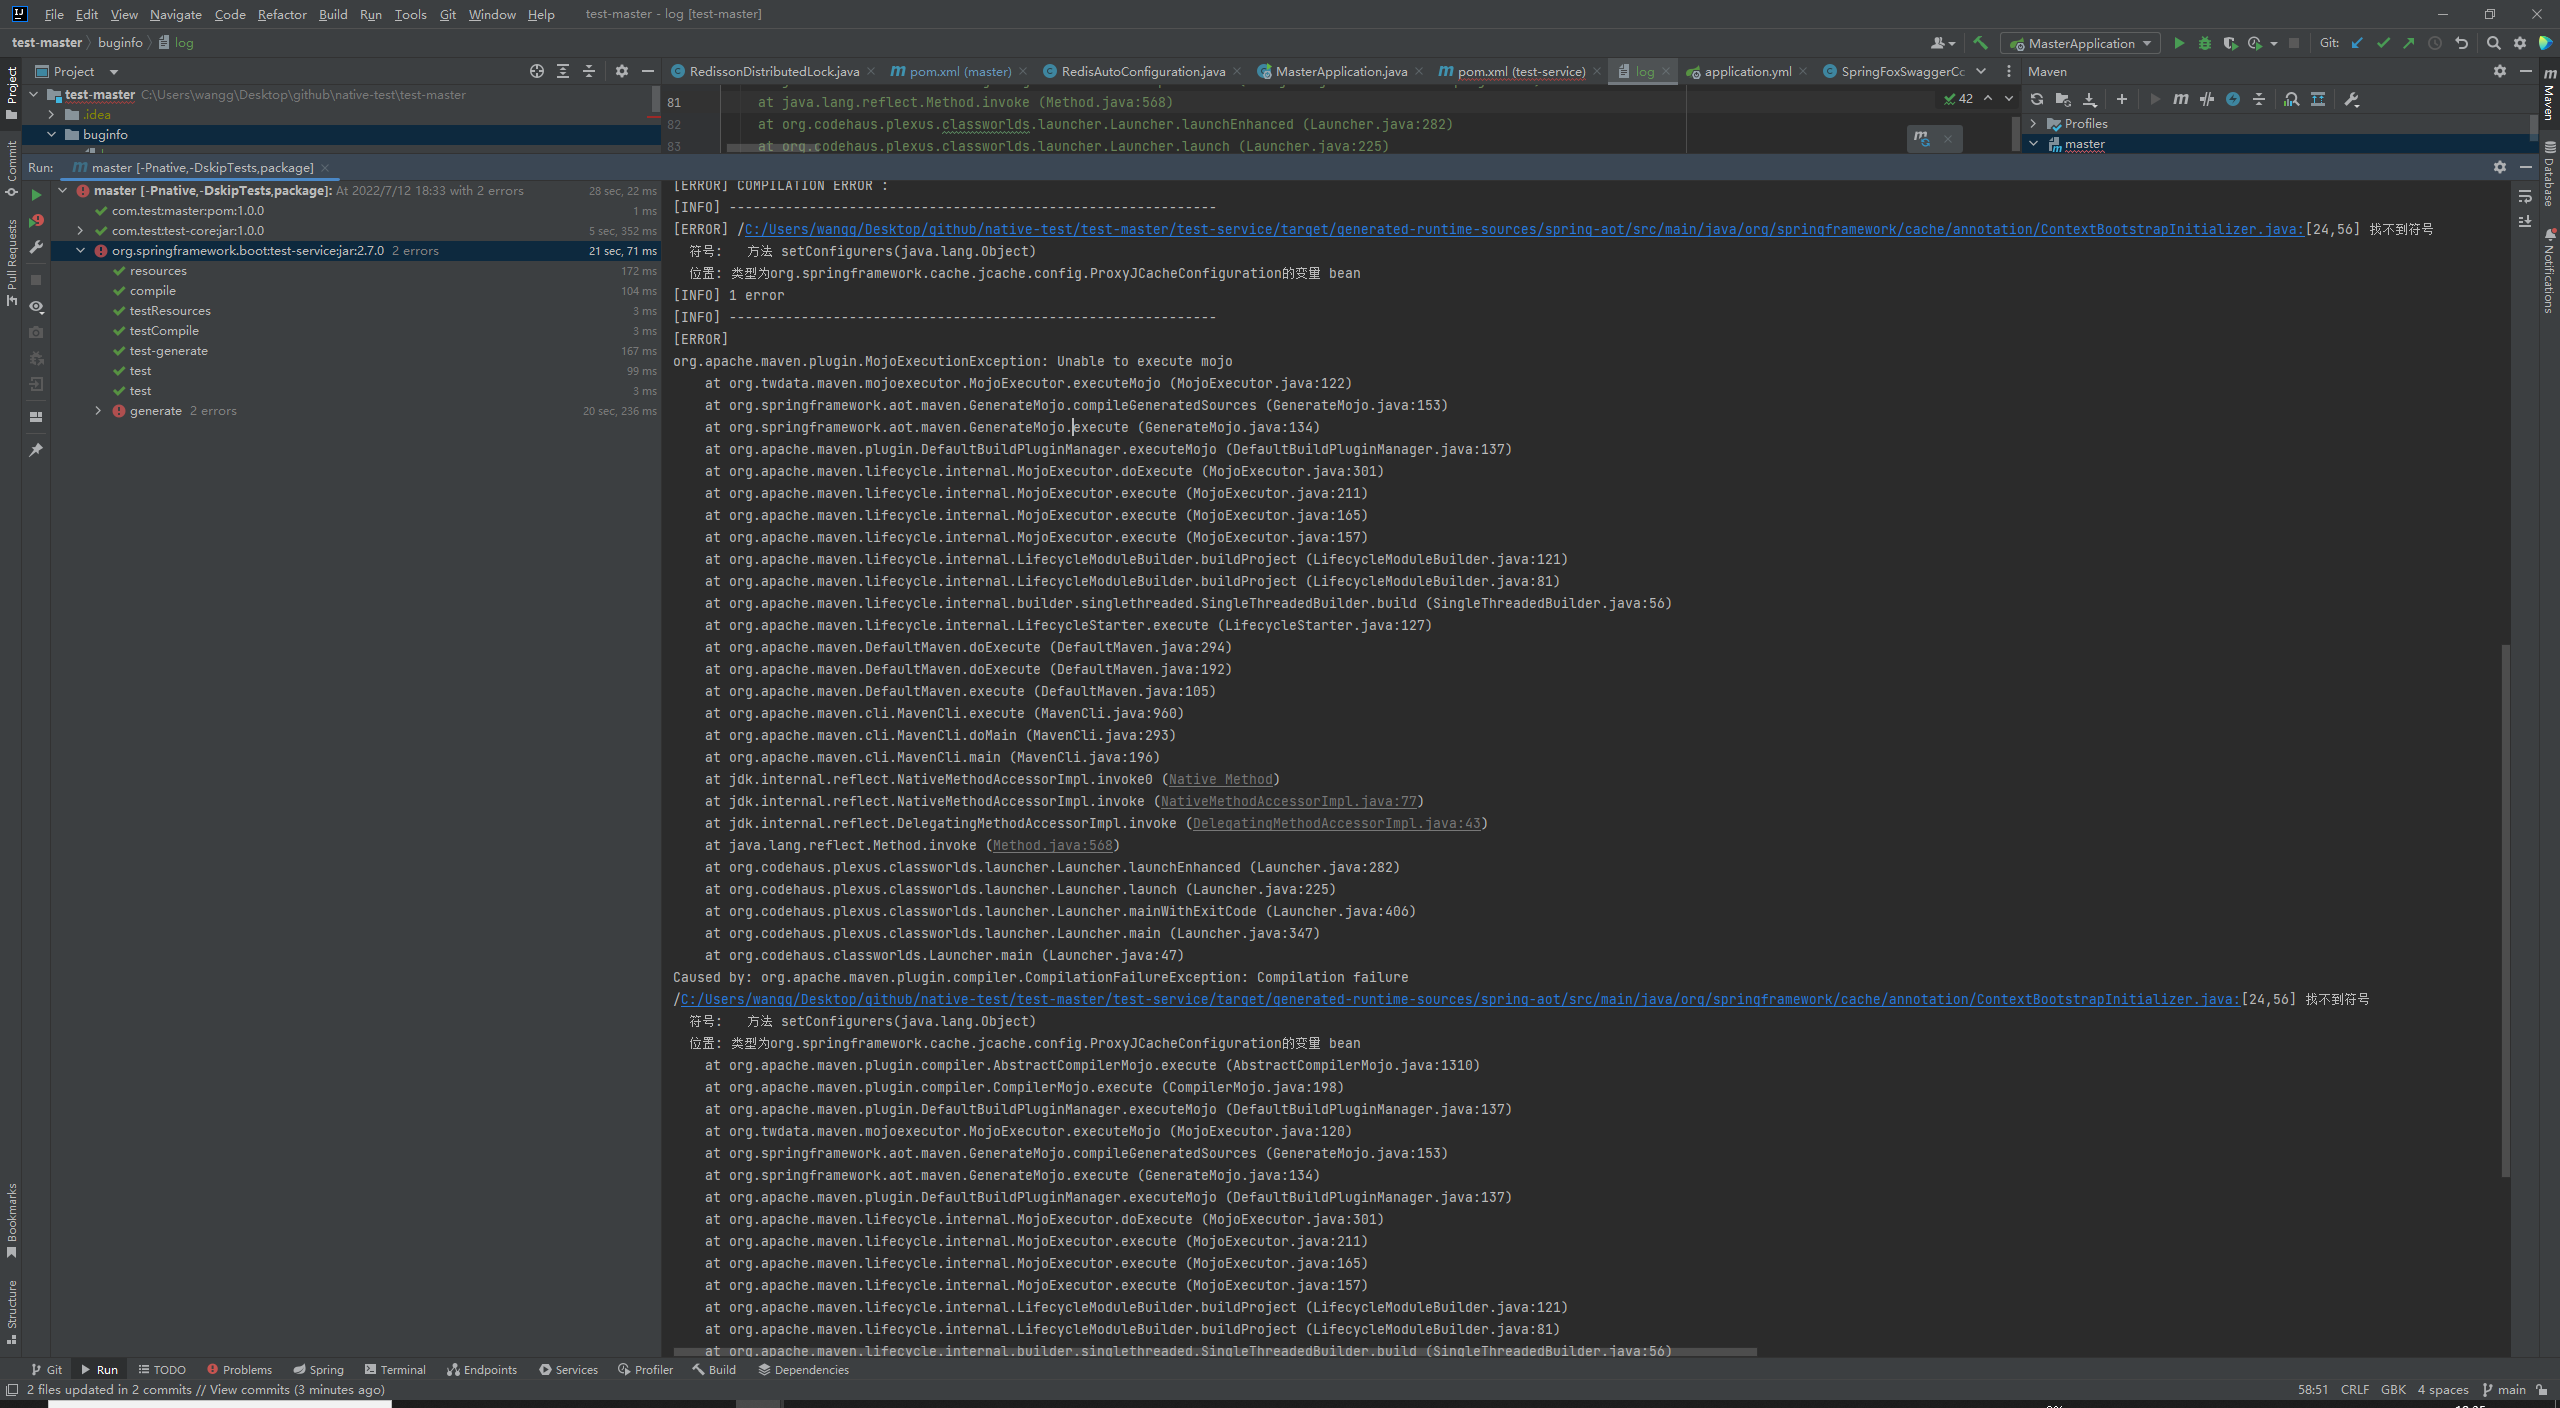 File Edit View Navigate Code Refactor Build Run Tools Git Window Help test-master - log [test-master]
test-master buginfo log
MasterApplication Git:
Project
RedissonDistributedLock.java pom.xml (master) RedisAutoConfiguration.java MasterApplication.java pom.xml (test-service) log application.yml SpringFoxSwaggerCo
Maven
test-master C:\Users\wangg\Desktop\github\native-test\test-master
.idea
buginfo
81 at java.lang.reflect.Method.invoke (Method.java:568)
82 at org.codehaus.plexus.classworlds.launcher.Launcher.launchEnhanced (Launcher.java:282)
83 at org.codehaus.plexus.classworlds.launcher.Launcher.launch (Launcher.java:225)
42
Profiles
master
Run: master [-Pnative,-DskipTests,package]
master [-Pnative,-DskipTests,package]: At 2022/7/12 18:33 with 2 errors 28 sec, 22 ms
com.test:master:pom:1.0.0 1 ms
com.test:test-core:jar:1.0.0 5 sec, 352 ms
org.springframework.boot:test-service:jar:2.7.0 2 errors 21 sec, 71 ms
resources 172 ms
compile 104 ms
testResources 3 ms
testCompile 3 ms
test-generate 167 ms
test 99 ms
test 3 ms
generate 2 errors 20 sec, 236 ms
[ERROR] COMPILATION ERROR :
[INFO] -------------------------------------------------------------
[ERROR] /C:/Users/wangg/Desktop/github/native-test/test-master/test-service/target/generated-runtime-sources/spring-aot/src/main/java/org/springframework/cache/annotation/ContextBootstrapInitializer.java:[24,56] 找不到符号
符号: 方法 setConfigurers(java.lang.Object)
位置: 类型为org.springframework.cache.jcache.config.ProxyJCacheConfiguration的变量 bean
[INFO] 1 error
[INFO] -------------------------------------------------------------
[ERROR]
org.apache.maven.plugin.MojoExecutionException: Unable to execute mojo
at org.twdata.maven.mojoexecutor.MojoExecutor.executeMojo (MojoExecutor.java:122)
at org.springframework.aot.maven.GenerateMojo.compileGeneratedSources (GenerateMojo.java:153)
at org.springframework.aot.maven.GenerateMojo.execute (GenerateMojo.java:134)
at org.apache.maven.plugin.DefaultBuildPluginManager.executeMojo (DefaultBuildPluginManager.java:137)
at org.apache.maven.lifecycle.internal.MojoExecutor.doExecute (MojoExecutor.java:301)
at org.apache.maven.lifecycle.internal.MojoExecutor.execute (MojoExecutor.java:211)
at org.apache.maven.lifecycle.internal.MojoExecutor.execute (MojoExecutor.java:165)
at org.apache.maven.lifecycle.internal.MojoExecutor.execute (MojoExecutor.java:157)
at org.apache.maven.lifecycle.internal.LifecycleModuleBuilder.buildProject (LifecycleModuleBuilder.java:121)
at org.apache.maven.lifecycle.internal.LifecycleModuleBuilder.buildProject (LifecycleModuleBuilder.java:81)
at org.apache.maven.lifecycle.internal.builder.singlethreaded.SingleThreadedBuilder.build (SingleThreadedBuilder.java:56)
at org.apache.maven.lifecycle.internal.LifecycleStarter.execute (LifecycleStarter.java:127)
at org.apache.maven.DefaultMaven.doExecute (DefaultMaven.java:294)
at org.apache.maven.DefaultMaven.doExecute (DefaultMaven.java:192)
at org.apache.maven.DefaultMaven.execute (DefaultMaven.java:105)
at org.apache.maven.cli.MavenCli.execute (MavenCli.java:960)
at org.apache.maven.cli.MavenCli.doMain (MavenCli.java:293)
at org.apache.maven.cli.MavenCli.main (MavenCli.java:196)
at jdk.internal.reflect.NativeMethodAccessorImpl.invoke0 (Native Method)
at jdk.internal.reflect.NativeMethodAccessorImpl.invoke (NativeMethodAccessorImpl.java:77)
at jdk.internal.reflect.DelegatingMethodAccessorImpl.invoke (DelegatingMethodAccessorImpl.java:43)
at java.lang.reflect.Method.invoke (Method.java:568)
at org.codehaus.plexus.classworlds.launcher.Launcher.launchEnhanced (Launcher.java:282)
at org.codehaus.plexus.classworlds.launcher.Launcher.launch (Launcher.java:225)
at org.codehaus.plexus.classworlds.launcher.Launcher.mainWithExitCode (Launcher.java:406)
at org.codehaus.plexus.classworlds.launcher.Launcher.main (Launcher.java:347)
at org.codehaus.classworlds.Launcher.main (Launcher.java:47)
Caused by: org.apache.maven.plugin.compiler.CompilationFailureException: Compilation failure
/C:/Users/wangg/Desktop/github/native-test/test-master/test-service/target/generated-runtime-sources/spring-aot/src/main/java/org/springframework/cache/annotation/ContextBootstrapInitializer.java:[24,56] 找不到符号
符号: 方法 setConfigurers(java.lang.Object)
位置: 类型为org.springframework.cache.jcache.config.ProxyJCacheConfiguration的变量 bean
at org.apache.maven.plugin.compiler.AbstractCompilerMojo.execute (AbstractCompilerMojo.java:1310)
at org.apache.maven.plugin.compiler.CompilerMojo.execute (CompilerMojo.java:198)
at org.apache.maven.plugin.DefaultBuildPluginManager.executeMojo (DefaultBuildPluginManager.java:137)
at org.twdata.maven.mojoexecutor.MojoExecutor.executeMojo (MojoExecutor.java:120)
at org.springframework.aot.maven.GenerateMojo.compileGeneratedSources (GenerateMojo.java:153)
at org.springframework.aot.maven.GenerateMojo.execute (GenerateMojo.java:134)
at org.apache.maven.plugin.DefaultBuildPluginManager.executeMojo (DefaultBuildPluginManager.java:137)
at org.apache.maven.lifecycle.internal.MojoExecutor.doExecute (MojoExecutor.java:301)
at org.apache.maven.lifecycle.internal.MojoExecutor.execute (MojoExecutor.java:211)
at org.apache.maven.lifecycle.internal.MojoExecutor.execute (MojoExecutor.java:165)
at org.apache.maven.lifecycle.internal.MojoExecutor.execute (MojoExecutor.java:157)
at org.apache.maven.lifecycle.internal.LifecycleModuleBuilder.buildProject (LifecycleModuleBuilder.java:121)
at org.apache.maven.lifecycle.internal.LifecycleModuleBuilder.buildProject (LifecycleModuleBuilder.java:81)
at org.apache.maven.lifecycle.internal.builder.singlethreaded.SingleThreadedBuilder.build (SingleThreadedBuilder.java:56)
Project
Commit
Pull Requests
Bookmarks
Structure
Maven
Database
Notifications
Git Run TODO Problems Spring Terminal Endpoints Services Profiler Build Dependencies
2 files updated in 2 commits // View commits (3 minutes ago) 58:51 CRLF GBK 4 spaces main